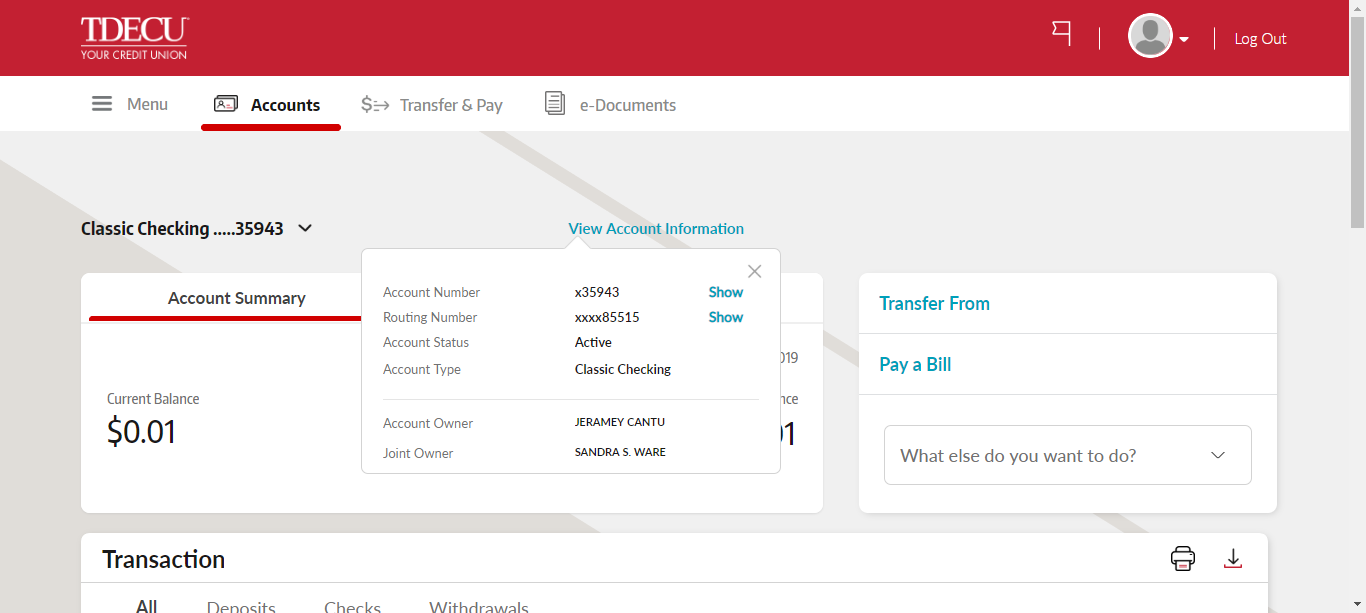 TDECU
YOUR CREDIT UNION
Log Out
Menu
Accounts
Transfer & Pay
e-Documents
Classic Checking .....35943
View Account Information
Account Summary
Account Number x35943 Show
Routing Number xxxx85515 Show
Account Status Active
Account Type Classic Checking
Account Owner JERAMEY CANTU
Joint Owner SANDRA S. WARE
Current Balance
$0.01
Transfer From
Pay a Bill
What else do you want to do?
Transaction
All
Deposits
Checks
Withdrawals